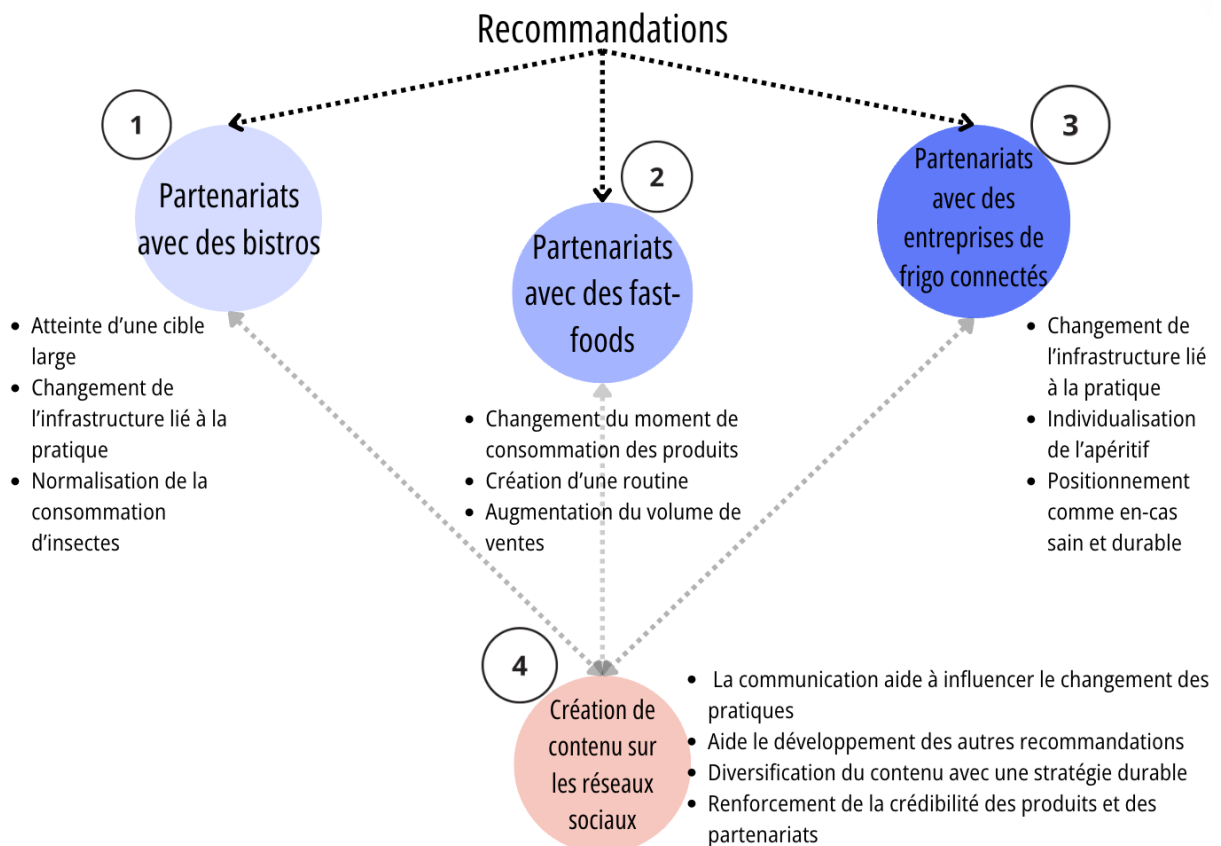 Recommandations
1
Partenariats
avec des bistros
• Atteinte d’une cible
large
• Changement de
l’infrastructure lié à la
pratique
• Normalisation de la
consommation
d’insectes
2
Partenariats
avec des fast-
foods
• Changement du moment de
consommation des produits
• Création d’une routine
• Augmentation du volume de
ventes
3
Partenariats
avec des
entreprises de
frigo connectés
• Changement de
l’infrastructure lié
à la pratique
• Individualisation
de l’apéritif
• Positionnement
comme en-cas
sain et durable
4
Création de
contenu sur
les réseaux
sociaux
• La communication aide à influencer le changement des
pratiques
• Aide le développement des autres recommandations
• Diversification du contenu avec une stratégie durable
• Renforcement de la crédibilité des produits et des
partenariats